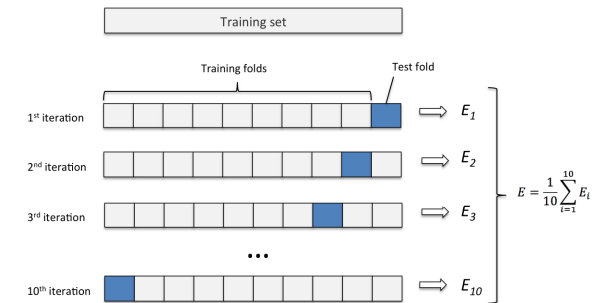 Training set
Training folds
Test fold
1st iteration
E1
2nd iteration
E2
3rd iteration
E3
...
10th iteration
E10
E = 1/10 ∑ i=1 10 Ei